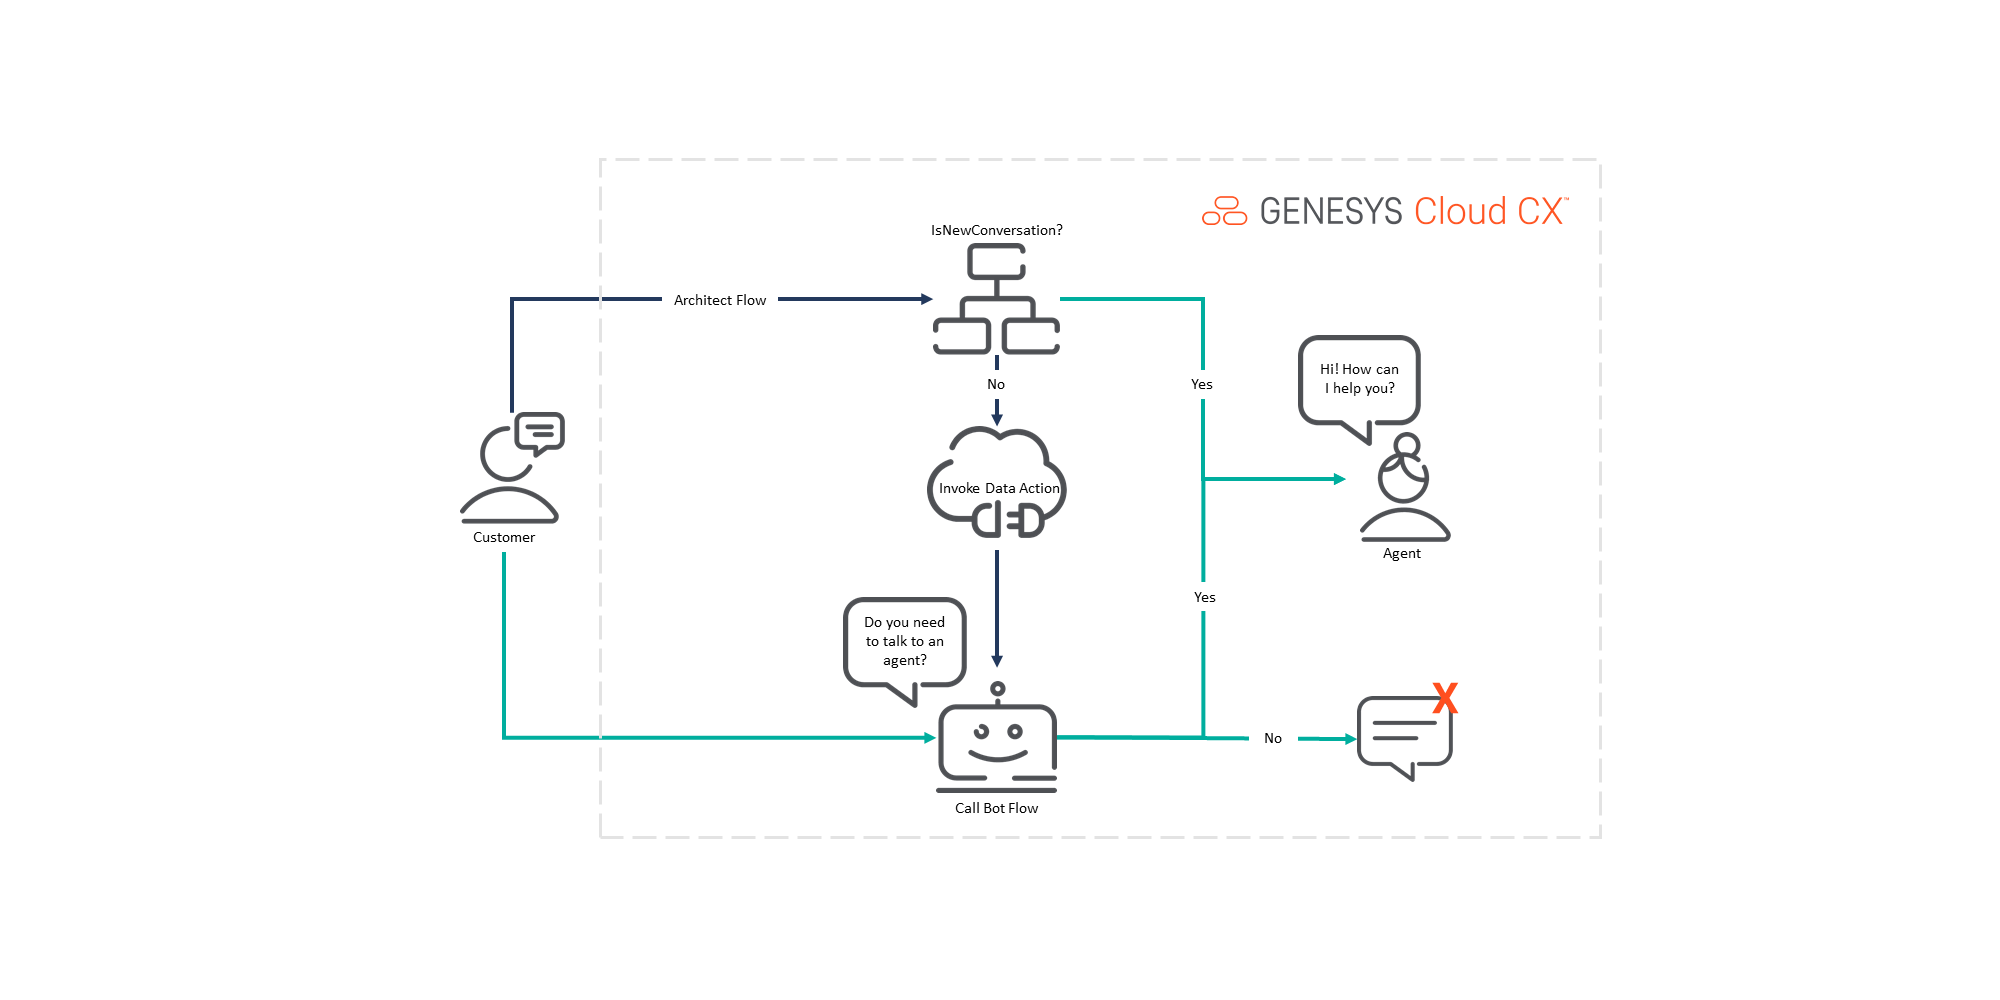 GENESYS Cloud CX™
IsNewConversation?
Architect Flow
No
Yes
Hi! How can
I help you?
Invoke Data Action
Customer
Agent
Yes
Do you need
to talk to an
agent?
X
No
Call Bot Flow